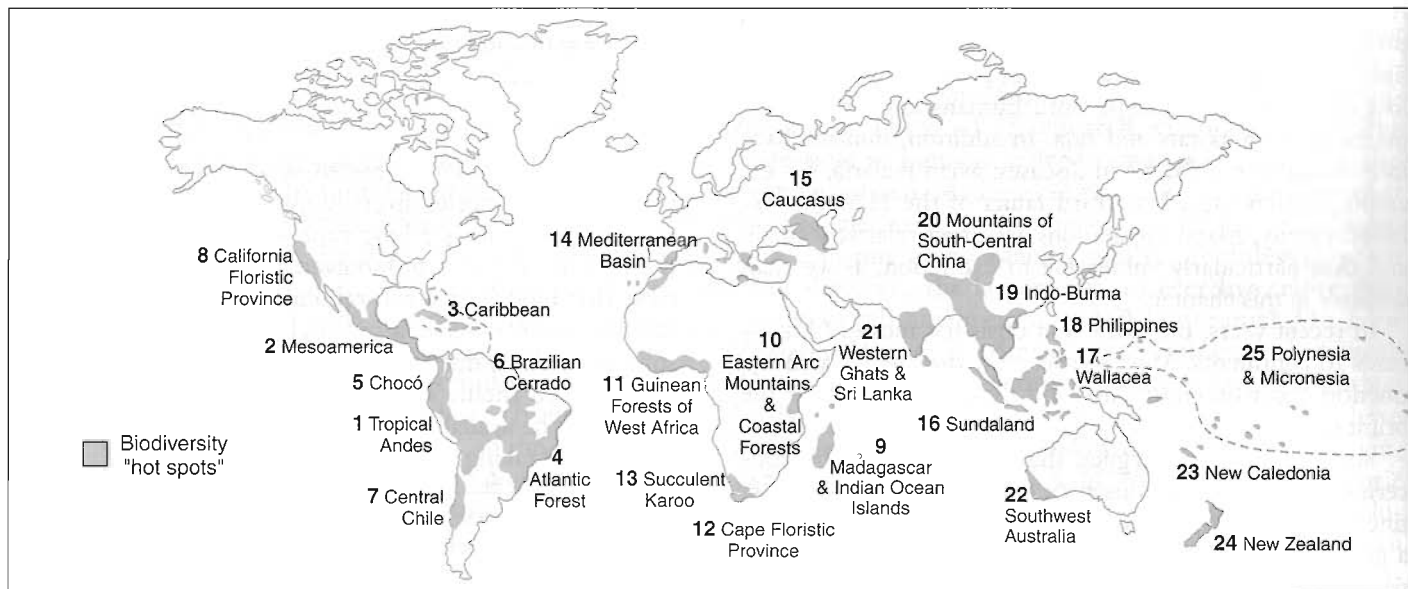 15
Caucasus
20 Mountains of
South-Central
China
14 Mediterranean
Basin
8 California
Floristic
Province
19 Indo-Burma
3 Caribbean
18 Philippines
2 Mesoamerica
10
Eastern Arc
Mountains
&
Coastal
Forests
21
Western
Ghats &
Sri Lanka
17
Wallacea
25 Polynesia
& Micronesia
6 Brazilian
Cerrado
5 Chocó
11 Guinean
Forests of
West Africa
1 Tropical
Andes
16 Sundaland
Biodiversity
"hot spots"
4
Atlantic
Forest
9
Madagascar
& Indian Ocean
Islands
13 Succulent
Karoo
23 New Caledonia
7 Central
Chile
22
Southwest
Australia
12 Cape Floristic
Province
24 New Zealand